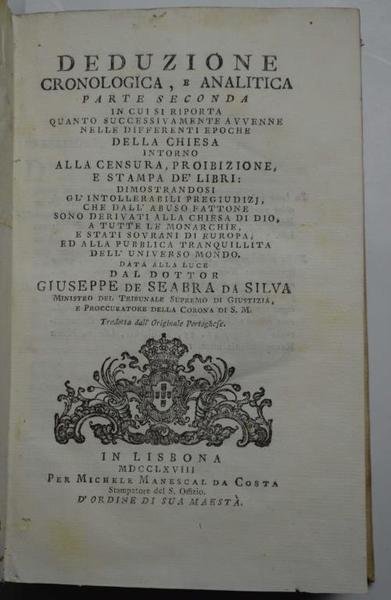 DEDUZIONE
CRONOLOGICA, E ANALITICA
PARTE SECONDA
IN CUI SI RIPORTA
QUANTO SUCCESSIVAMENTE AVVENNE
NELLE DIFFERENTI EPOCHE
DELLA CHIESA
INTORNO
ALLA CENSURA, PROIBIZIONE,
E STAMPA DE' LIBRI:
DIMOSTRANDOSI
GL' INTOLLERABILI PREGIUDIZJ,
CHE DALL' ABUSO FATTONE
SONO DERIVATI ALLA CHIESA DI DIO,
A TUTTE LE MONARCHIE,
E STATI SOVRANI DI EUROPA,
ED ALLA PUBBLICA TRANQUILLITA
DELL' UNIVERSO MONDO.
DATA ALLA LUCE
DAL DOTTOR
GIUSEPPE DE SEABRA DA SILVA
MINISTRO DEL TRIBUNALE SUPREMO DI GIUSTIZIA,
E PROCCURATORE DELLA CORONA DI S. M.
Tradotta dall' Originale Portoghese.
IN LISBONA
MDCCLXVIII
PER MICHELE MANESCAL DA COSTA
Stampatore del S. Offizio.
D' ORDINE DI SUA MAESTÀ.